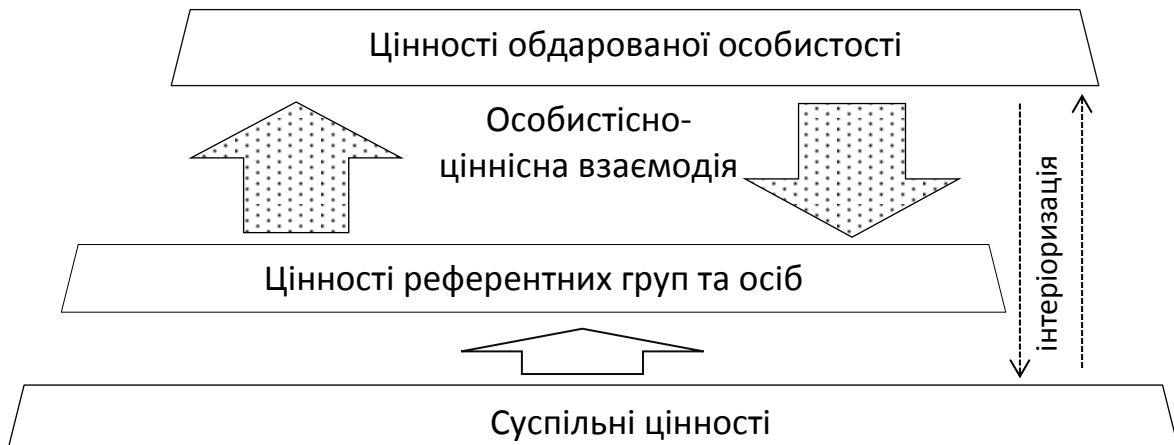 Цінності обдарованої особистості
Особистісно-
ціннісна взаємодія
інтеріоризація
Цінності референтних груп та осіб
Суспільні цінності